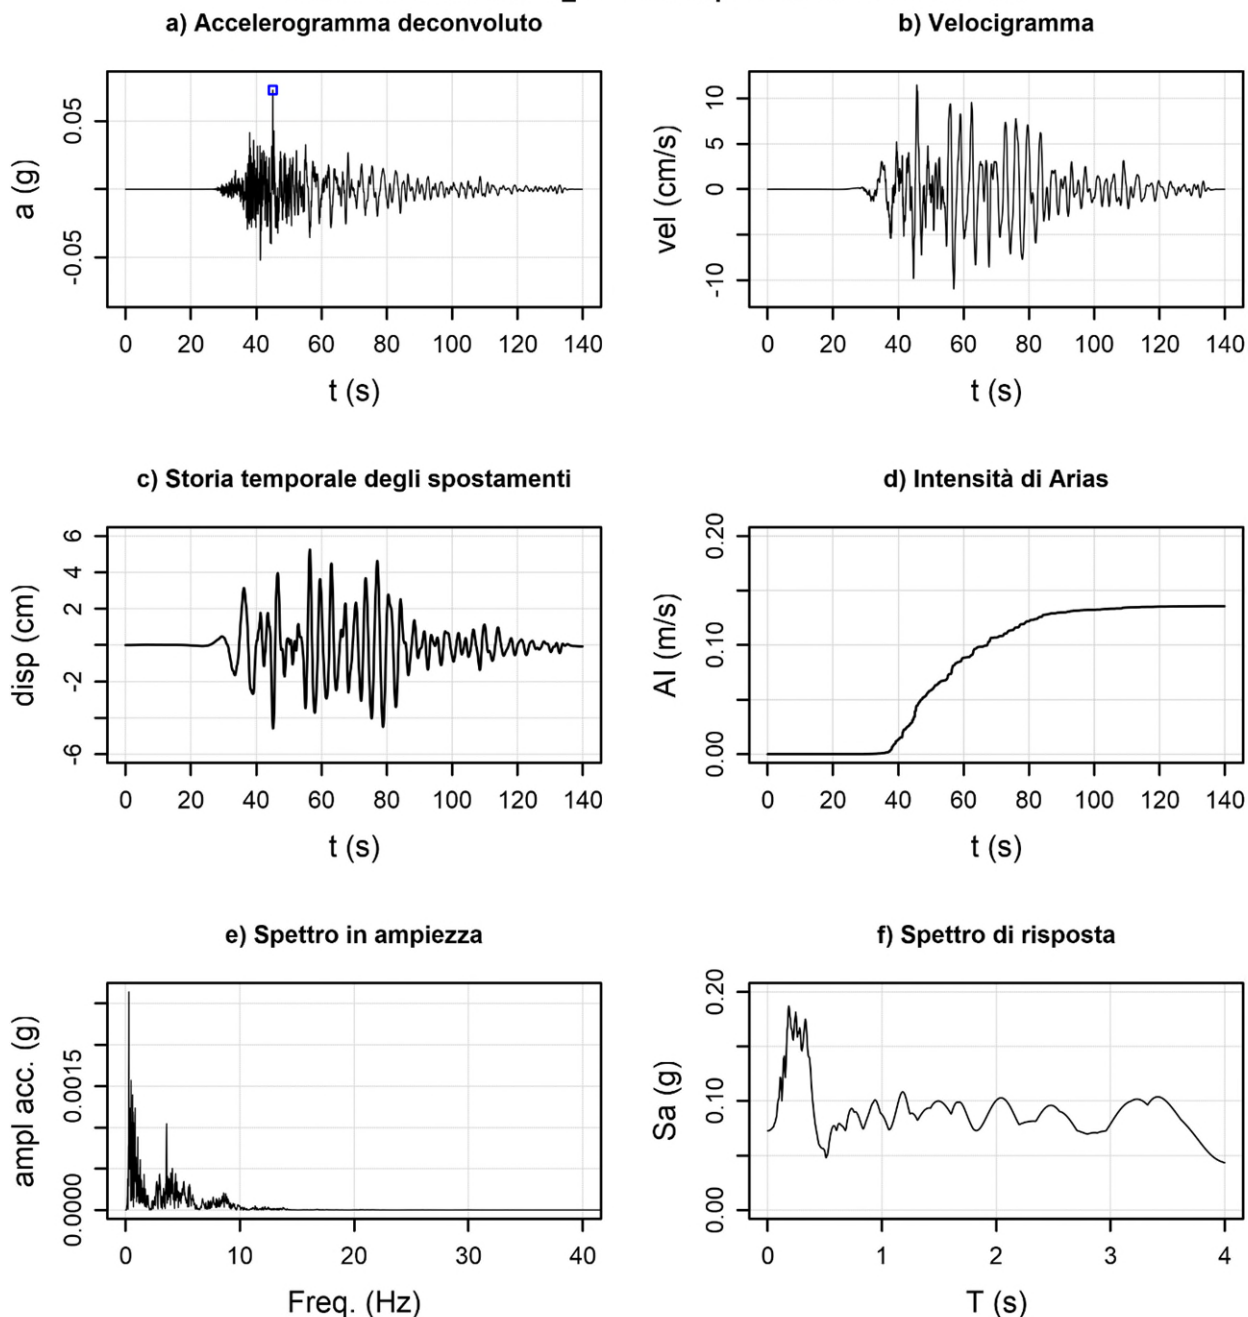 a) Accelerogramma deconvoluto
a (g)
0.05
-0.05
0 20 40 60 80 100 120 140
t (s)
b) Velocigramma
vel (cm/s)
10
5
0
-10
0 20 40 60 80 100 120 140
t (s)
c) Storia temporale degli spostamenti
disp (cm)
6
4
2
-2
-6
0 20 40 60 80 100 120 140
t (s)
d) Intensità di Arias
AI (m/s)
0.20
0.10
0.00
0 20 40 60 80 100 120 140
t (s)
e) Spettro in ampiezza
ampl acc. (g)
0.0015
0.0000
0 10 20 30 40
Freq. (Hz)
f) Spettro di risposta
Sa (g)
0.20
0.10
0.00
0 1 2 3 4
T (s)